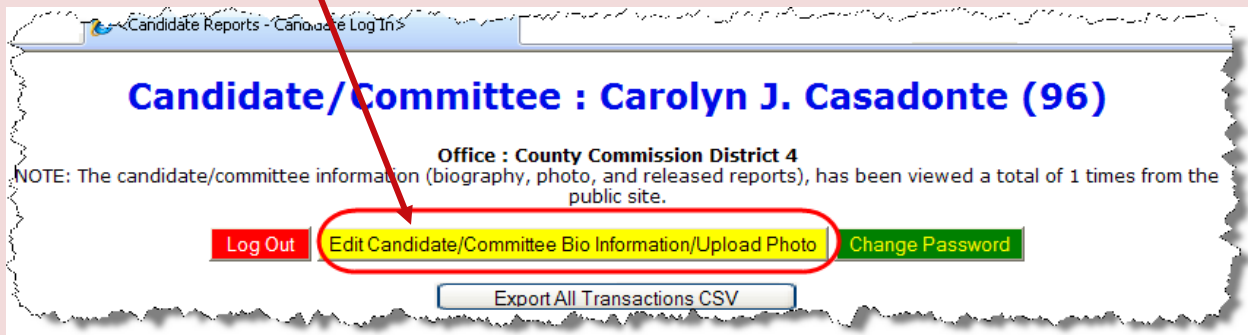 <Candidate Reports - Candidate Log In>
Candidate/Committee : Carolyn J. Casadonte (96)
Office : County Commission District 4
NOTE: The candidate/committee information (biography, photo, and released reports), has been viewed a total of 1 times from the
public site.
Log Out Edit Candidate/Committee Bio Information/Upload Photo Change Password
Export All Transactions CSV